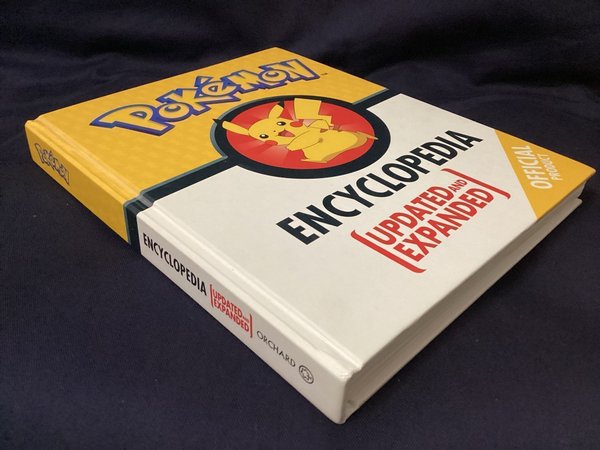 POKéMON
ENCYCLOPEDIA
UPDATED AND
EXPANDED
OFFICIAL
PRODUCT
POKéMON
ENCYCLOPEDIA
UPDATED AND
EXPANDED
ORCHARD